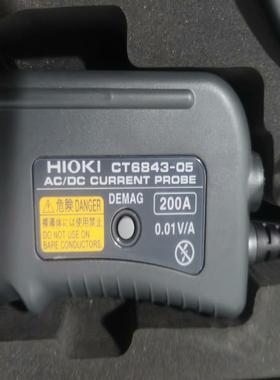 HIOKI CT6843-05
AC/DC CURRENT PROBE
⚠危険 DANGER
裸導体には使用禁止
DO NOT USE ON
BARE CONDUCTORS
DEMAG
200A
0.01V/A